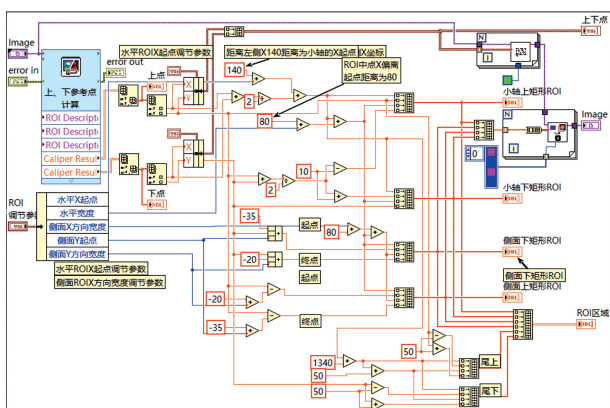 Image
error in
上、下参考点
计算
ROI Descript
ROI Descript
ROI Descript
Caliper Resu
Caliper Resu
error out
水平ROIX起点调节参数
距离左侧X140距离为小轴的X起点
X坐标
140
ROI中点X偏离
起点距离为80
上点
X
Y
2
80
X
Y
下点
上下点
N
i
小轴上矩形ROI
N
i
Image
0
10
2
小轴下矩形ROI
ROI
调节参数
水平X起点
水平宽度
侧面X方向宽度
侧面Y起点
侧面Y方向宽度
水平ROIX起点调节参数
侧面ROIX方向宽度调节参数
-35
起点
80
-20
终点
起点
侧面下矩形ROI
侧面下矩形ROI
侧面上矩形ROI
-20
-35
终点
ROI区域
50
1340
50
50
尾上
尾下